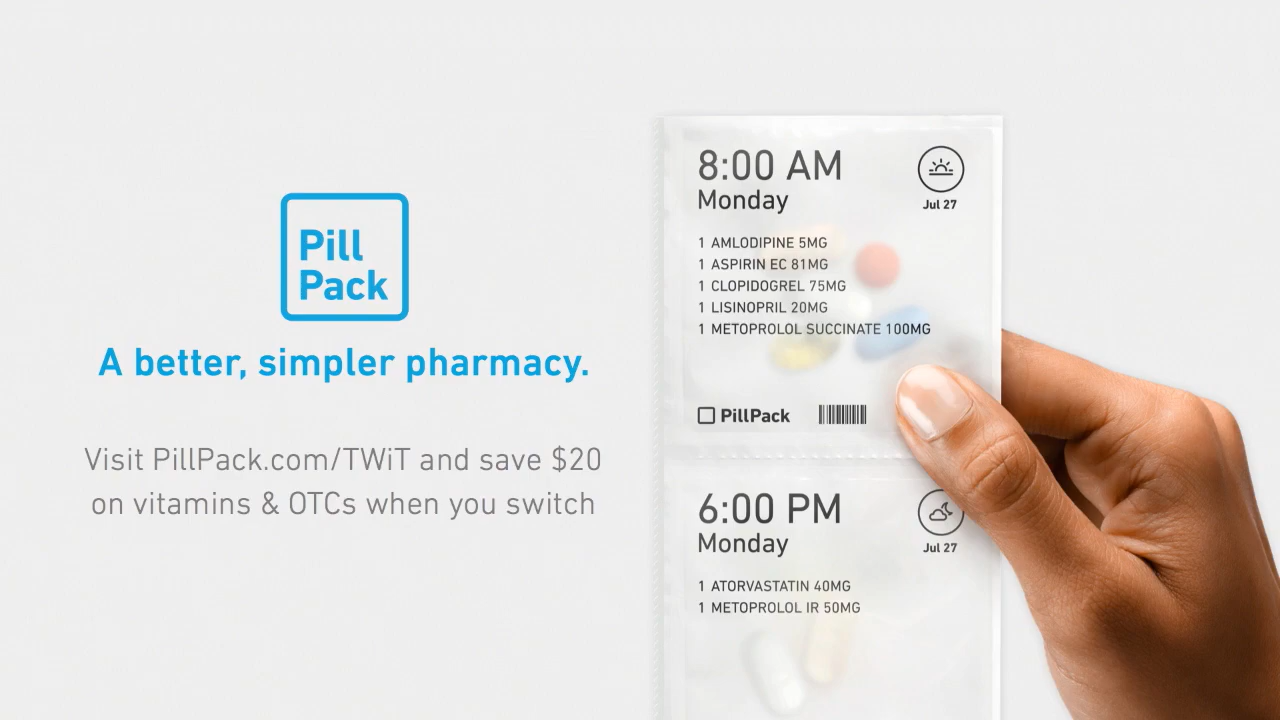 Pill
Pack
A better, simpler pharmacy.
Visit PillPack.com/TWiT and save $20
on vitamins & OTCs when you switch
8:00 AM
Monday
Jul 27
1 AMLODIPINE 5MG
1 ASPIRIN EC 81MG
1 CLOPIDOGREL 75MG
1 LISINOPRIL 20MG
1 METOPROLOL SUCCINATE 100MG
PillPack
6:00 PM
Monday
Jul 27
1 ATORVASTATIN 40MG
1 METOPROLOL IR 50MG